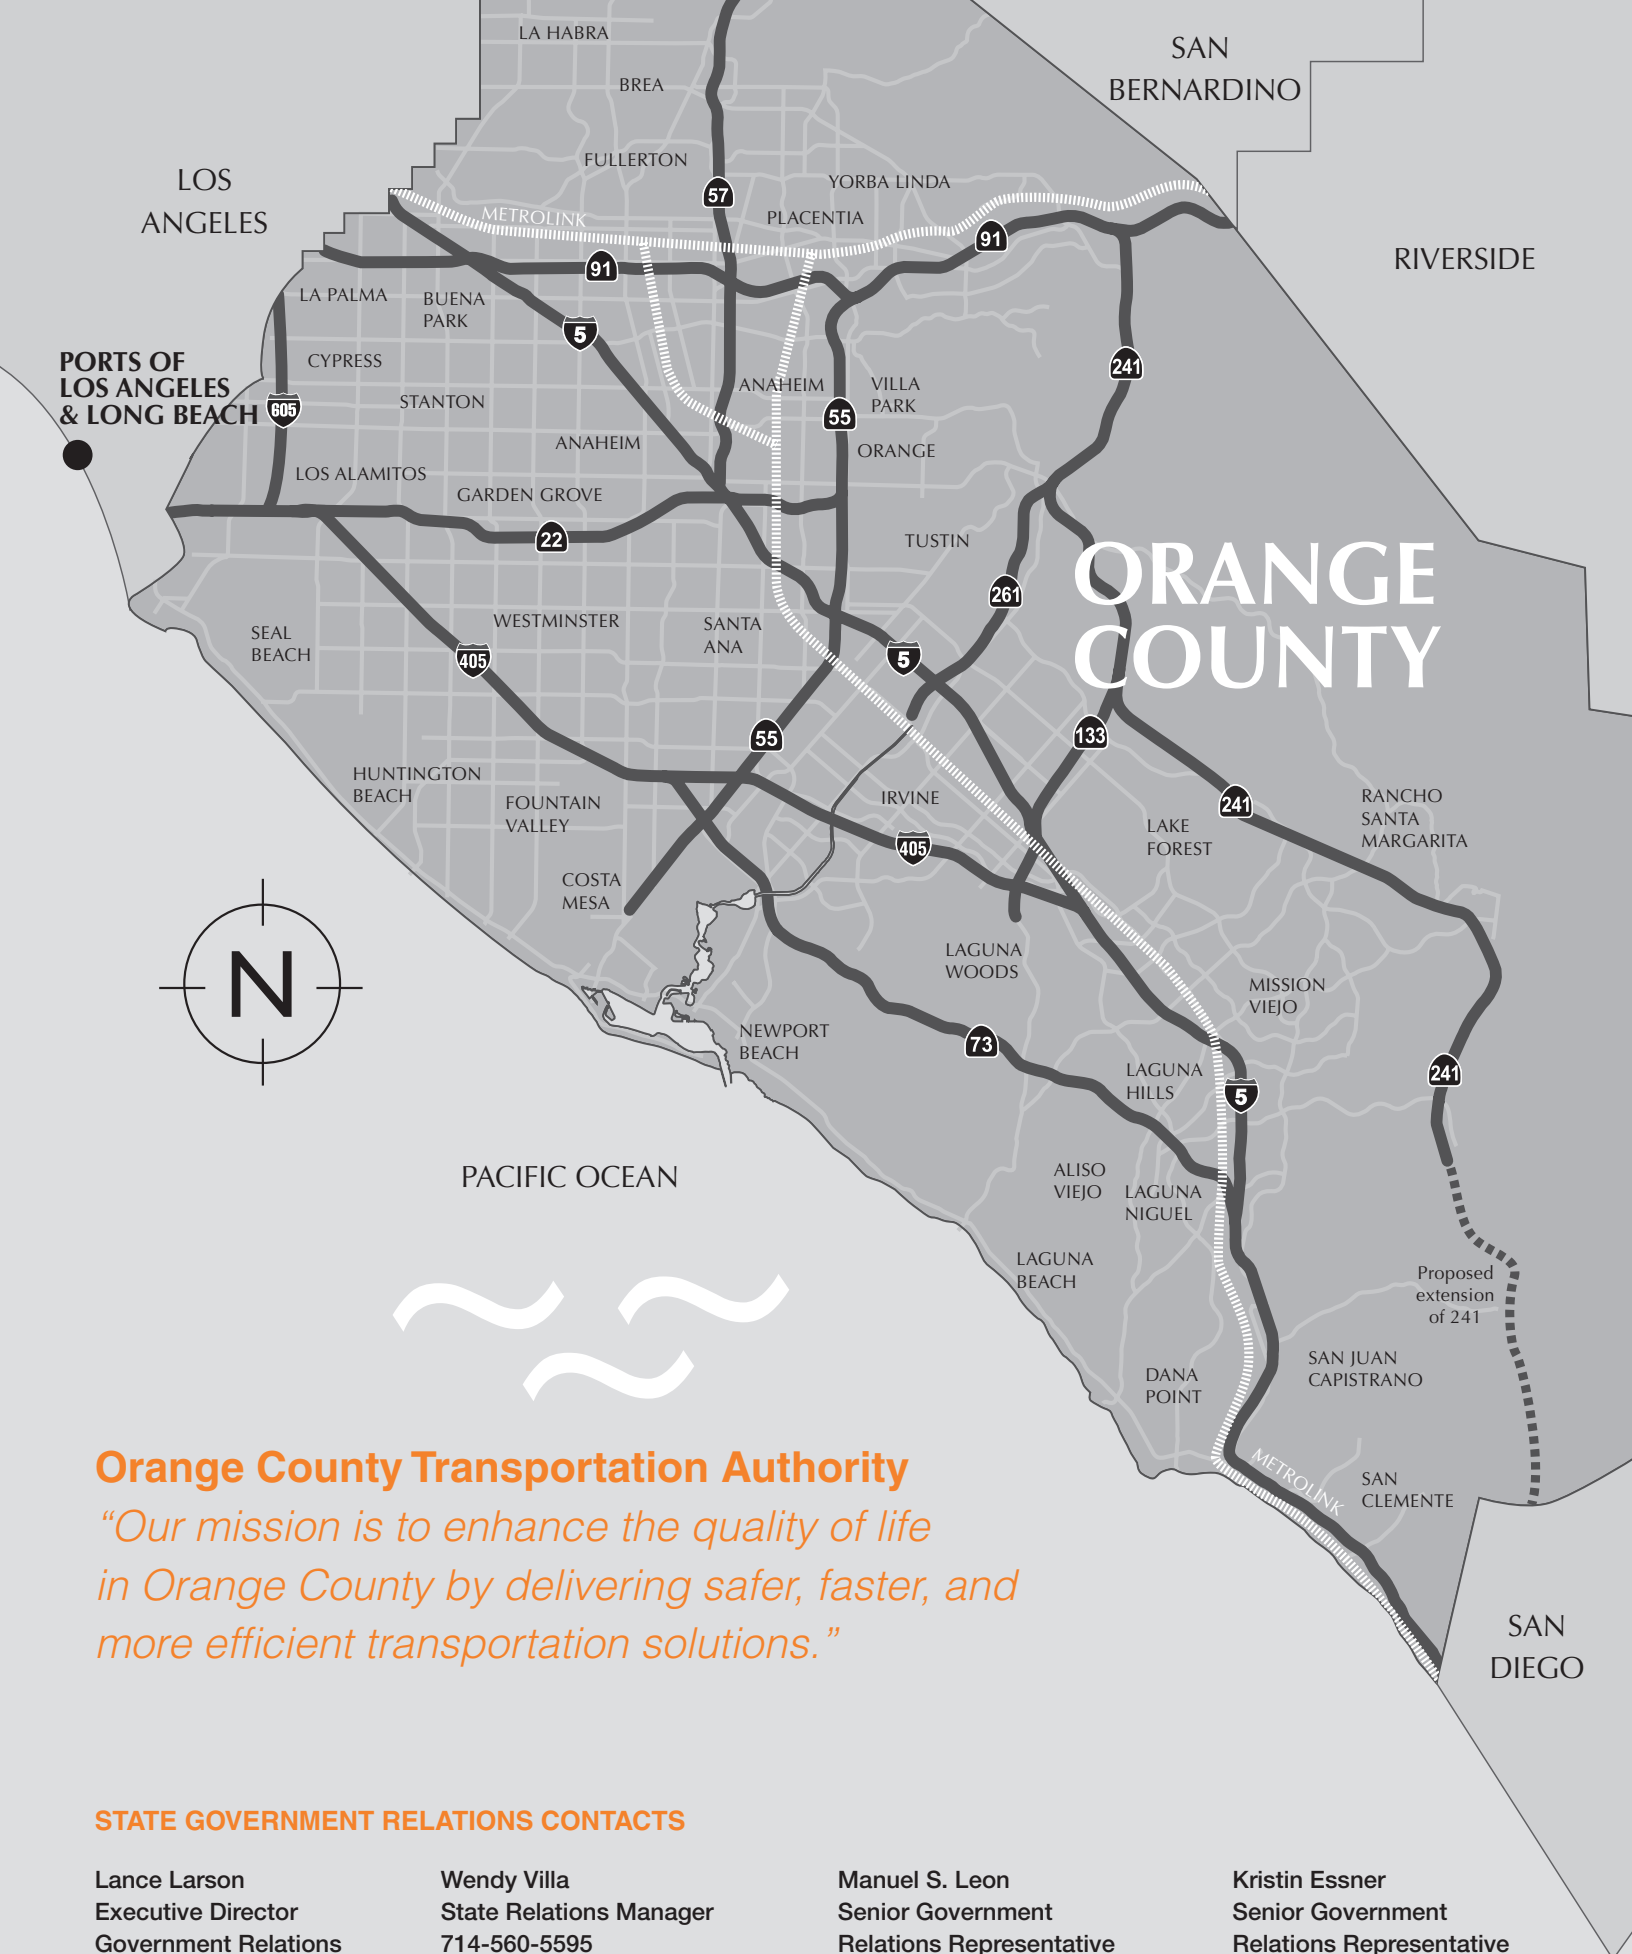 LA HABRA
SAN
BERNARDINO
BREA
FULLERTON
LOS
ANGELES
YORBA LINDA
57
PLACENTIA
METROLINK
91
91
RIVERSIDE
LA PALMA
BUENA
PARK
5
PORTS OF
LOS ANGELES
& LONG BEACH
CYPRESS
241
605
STANTON
ANAHEIM
VILLA
PARK
55
ANAHEIM
ORANGE
LOS ALAMITOS
GARDEN GROVE
22
TUSTIN
ORANGE
COUNTY
261
WESTMINSTER
SANTA
ANA
SEAL
BEACH
405
5
55
133
HUNTINGTON
BEACH
FOUNTAIN
VALLEY
IRVINE
241
RANCHO
SANTA
MARGARITA
LAKE
FOREST
405
COSTA
MESA
N
LAGUNA
WOODS
MISSION
VIEJO
NEWPORT
BEACH
73
LAGUNA
HILLS
241
5
PACIFIC OCEAN
ALISO
VIEJO
LAGUNA
NIGUEL
LAGUNA
BEACH
Proposed
extension
of 241
SAN JUAN
CAPISTRANO
DANA
POINT
METROLINK
SAN
CLEMENTE
SAN
DIEGO
Orange County Transportation Authority
“Our mission is to enhance the quality of life
in Orange County by delivering safer, faster, and
more efficient transportation solutions.”
STATE GOVERNMENT RELATIONS CONTACTS
Lance Larson
Executive Director
Government Relations
Wendy Villa
State Relations Manager
714-560-5595
Manuel S. Leon
Senior Government
Relations Representative
Kristin Essner
Senior Government
Relations Representative